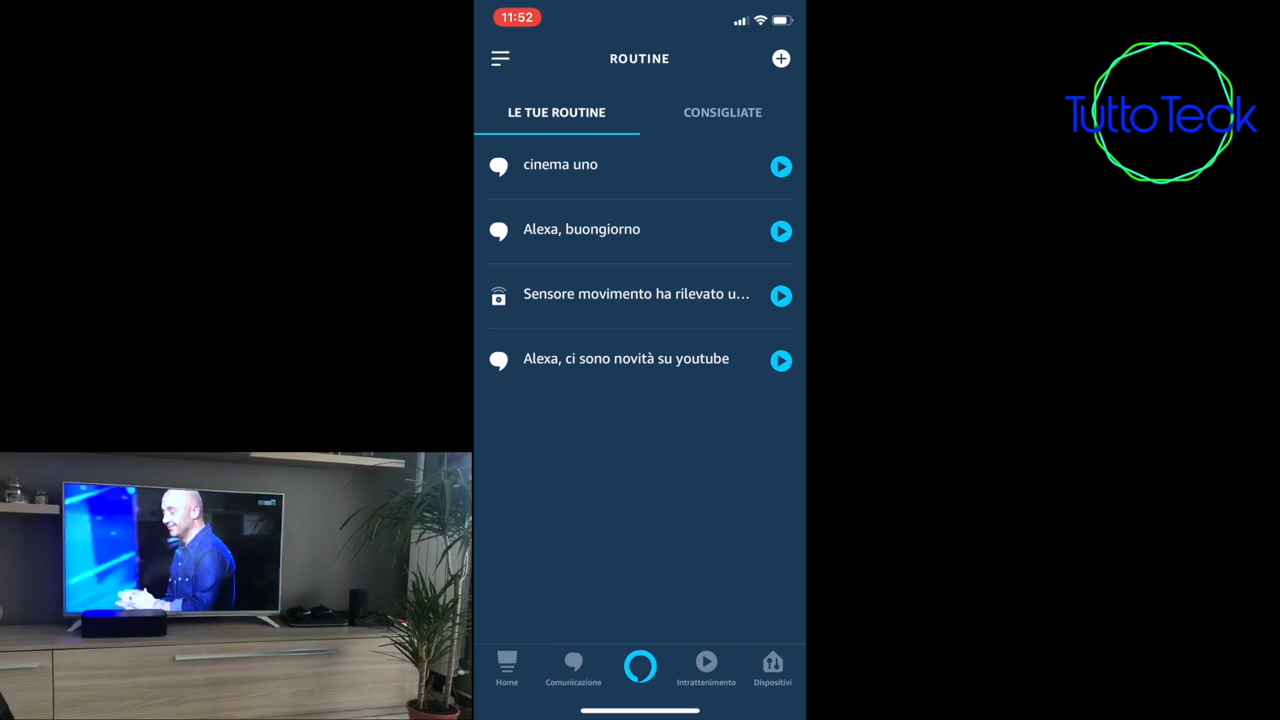 11:52
ROUTINE
LE TUE ROUTINE
CONSIGLIATE
cinema uno
Alexa, buongiorno
Sensore movimento ha rilevato u...
Alexa, ci sono novità su youtube
Home
Comunicazione
Intrattenimento
Dispositivi
TuttoTeck